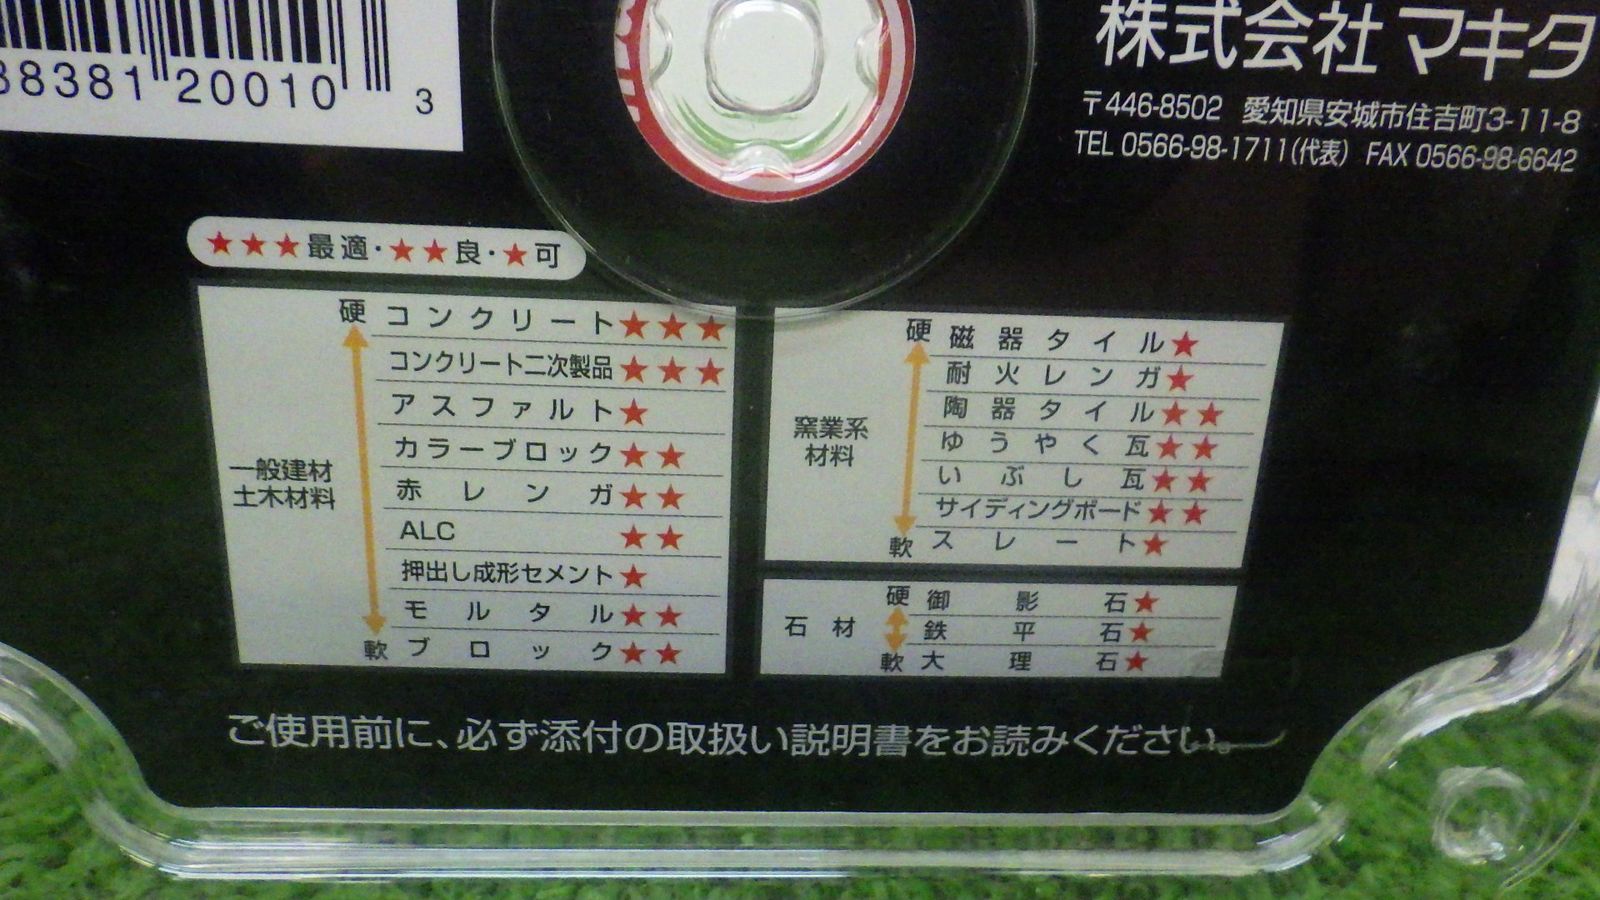 株式会社マキタ
〒446-8502 愛知県安城市住吉町3-11-8
TEL 0566-98-1711(代表) FAX 0566-98-6642
88381 20010 3
★★★最適・★★良・★可
一般建材
土木材料
硬
コンクリート★★★
コンクリート二次製品★★★
アスファルト★
カラーブロック★★
赤レンガ★★
ALC ★★
押出し成形セメント★
モルタル★★
軟
ブロック★★
窯業系
材料
硬
磁器タイル★
耐火レンガ★
陶器タイル★★
ゆうやく瓦★★
いぶし瓦★★
サイディングボード★★
軟
スレート★
石材
硬
御影石★
鉄平石★
軟
大理石★
ご使用前に、必ず添付の取扱い説明書をお読みください。